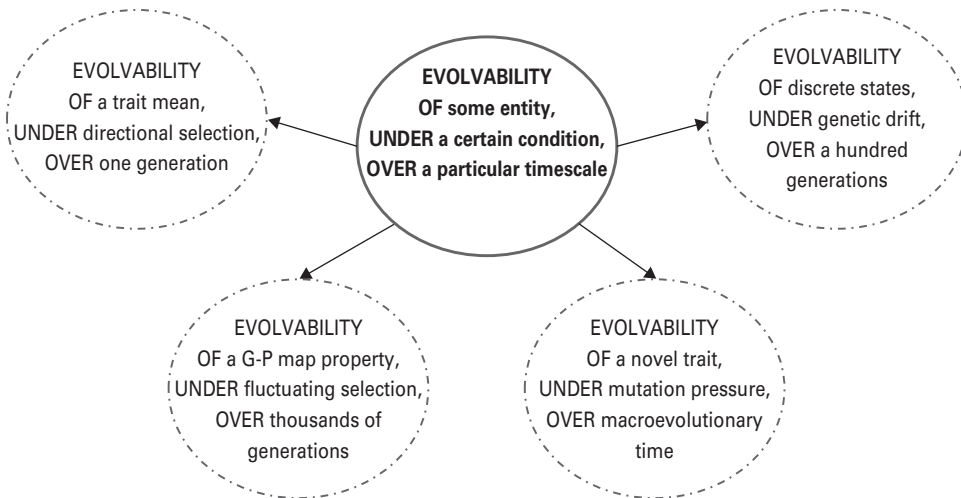 EVOLVABILITY
OF a trait mean,
UNDER directional selection,
OVER one generation
EVOLVABILITY
OF some entity,
UNDER a certain condition,
OVER a particular timescale
EVOLVABILITY
OF discrete states,
UNDER genetic drift,
OVER a hundred
generations
EVOLVABILITY
OF a G-P map property,
UNDER fluctuating selection,
OVER thousands of
generations
EVOLVABILITY
OF a novel trait,
UNDER mutation pressure,
OVER macroevolutionary
time